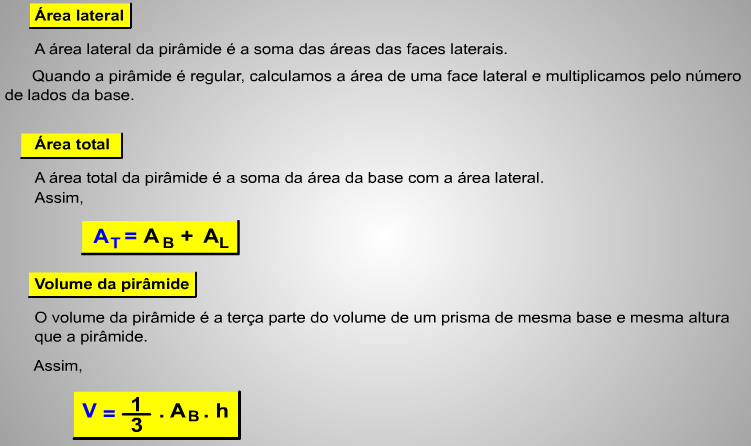 Área lateral
A área lateral da pirâmide é a soma das áreas das faces laterais.
Quando a pirâmide é regular, calculamos a área de uma face lateral e multiplicamos pelo número
de lados da base.
Área total
A área total da pirâmide é a soma da área da base com a área lateral.
Assim,
A_T = A_B + A_L
Volume da pirâmide
O volume da pirâmide é a terça parte do volume de um prisma de mesma base e mesma altura
que a pirâmide.
Assim,
V = 1/3 . A_B . h